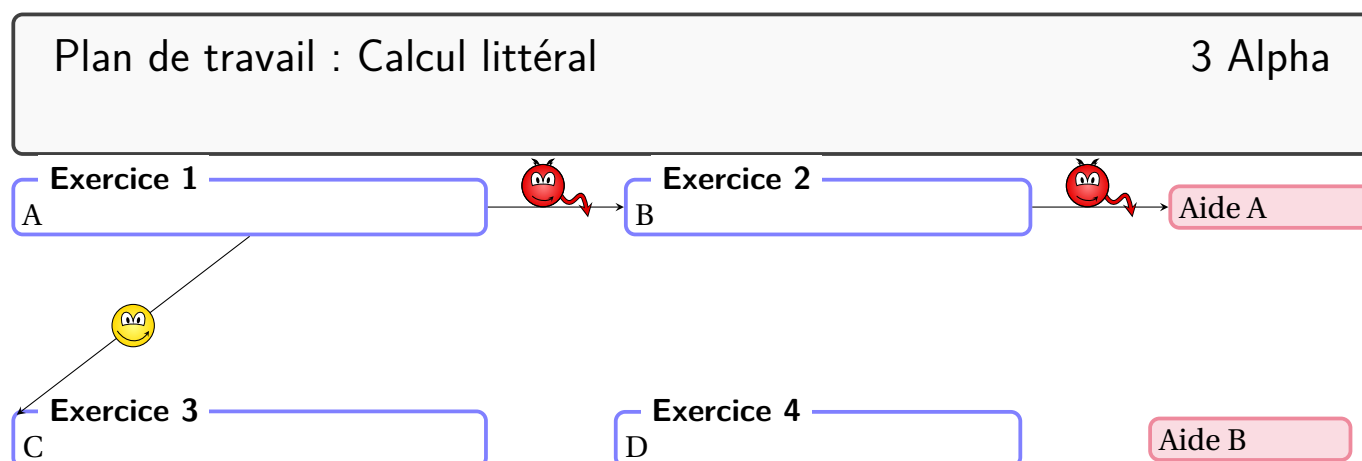 Plan de travail : Calcul littéral 3 Alpha
Exercice 1 Exercice 2
A B Aide A
Exercice 3 Exercice 4
C D Aide B